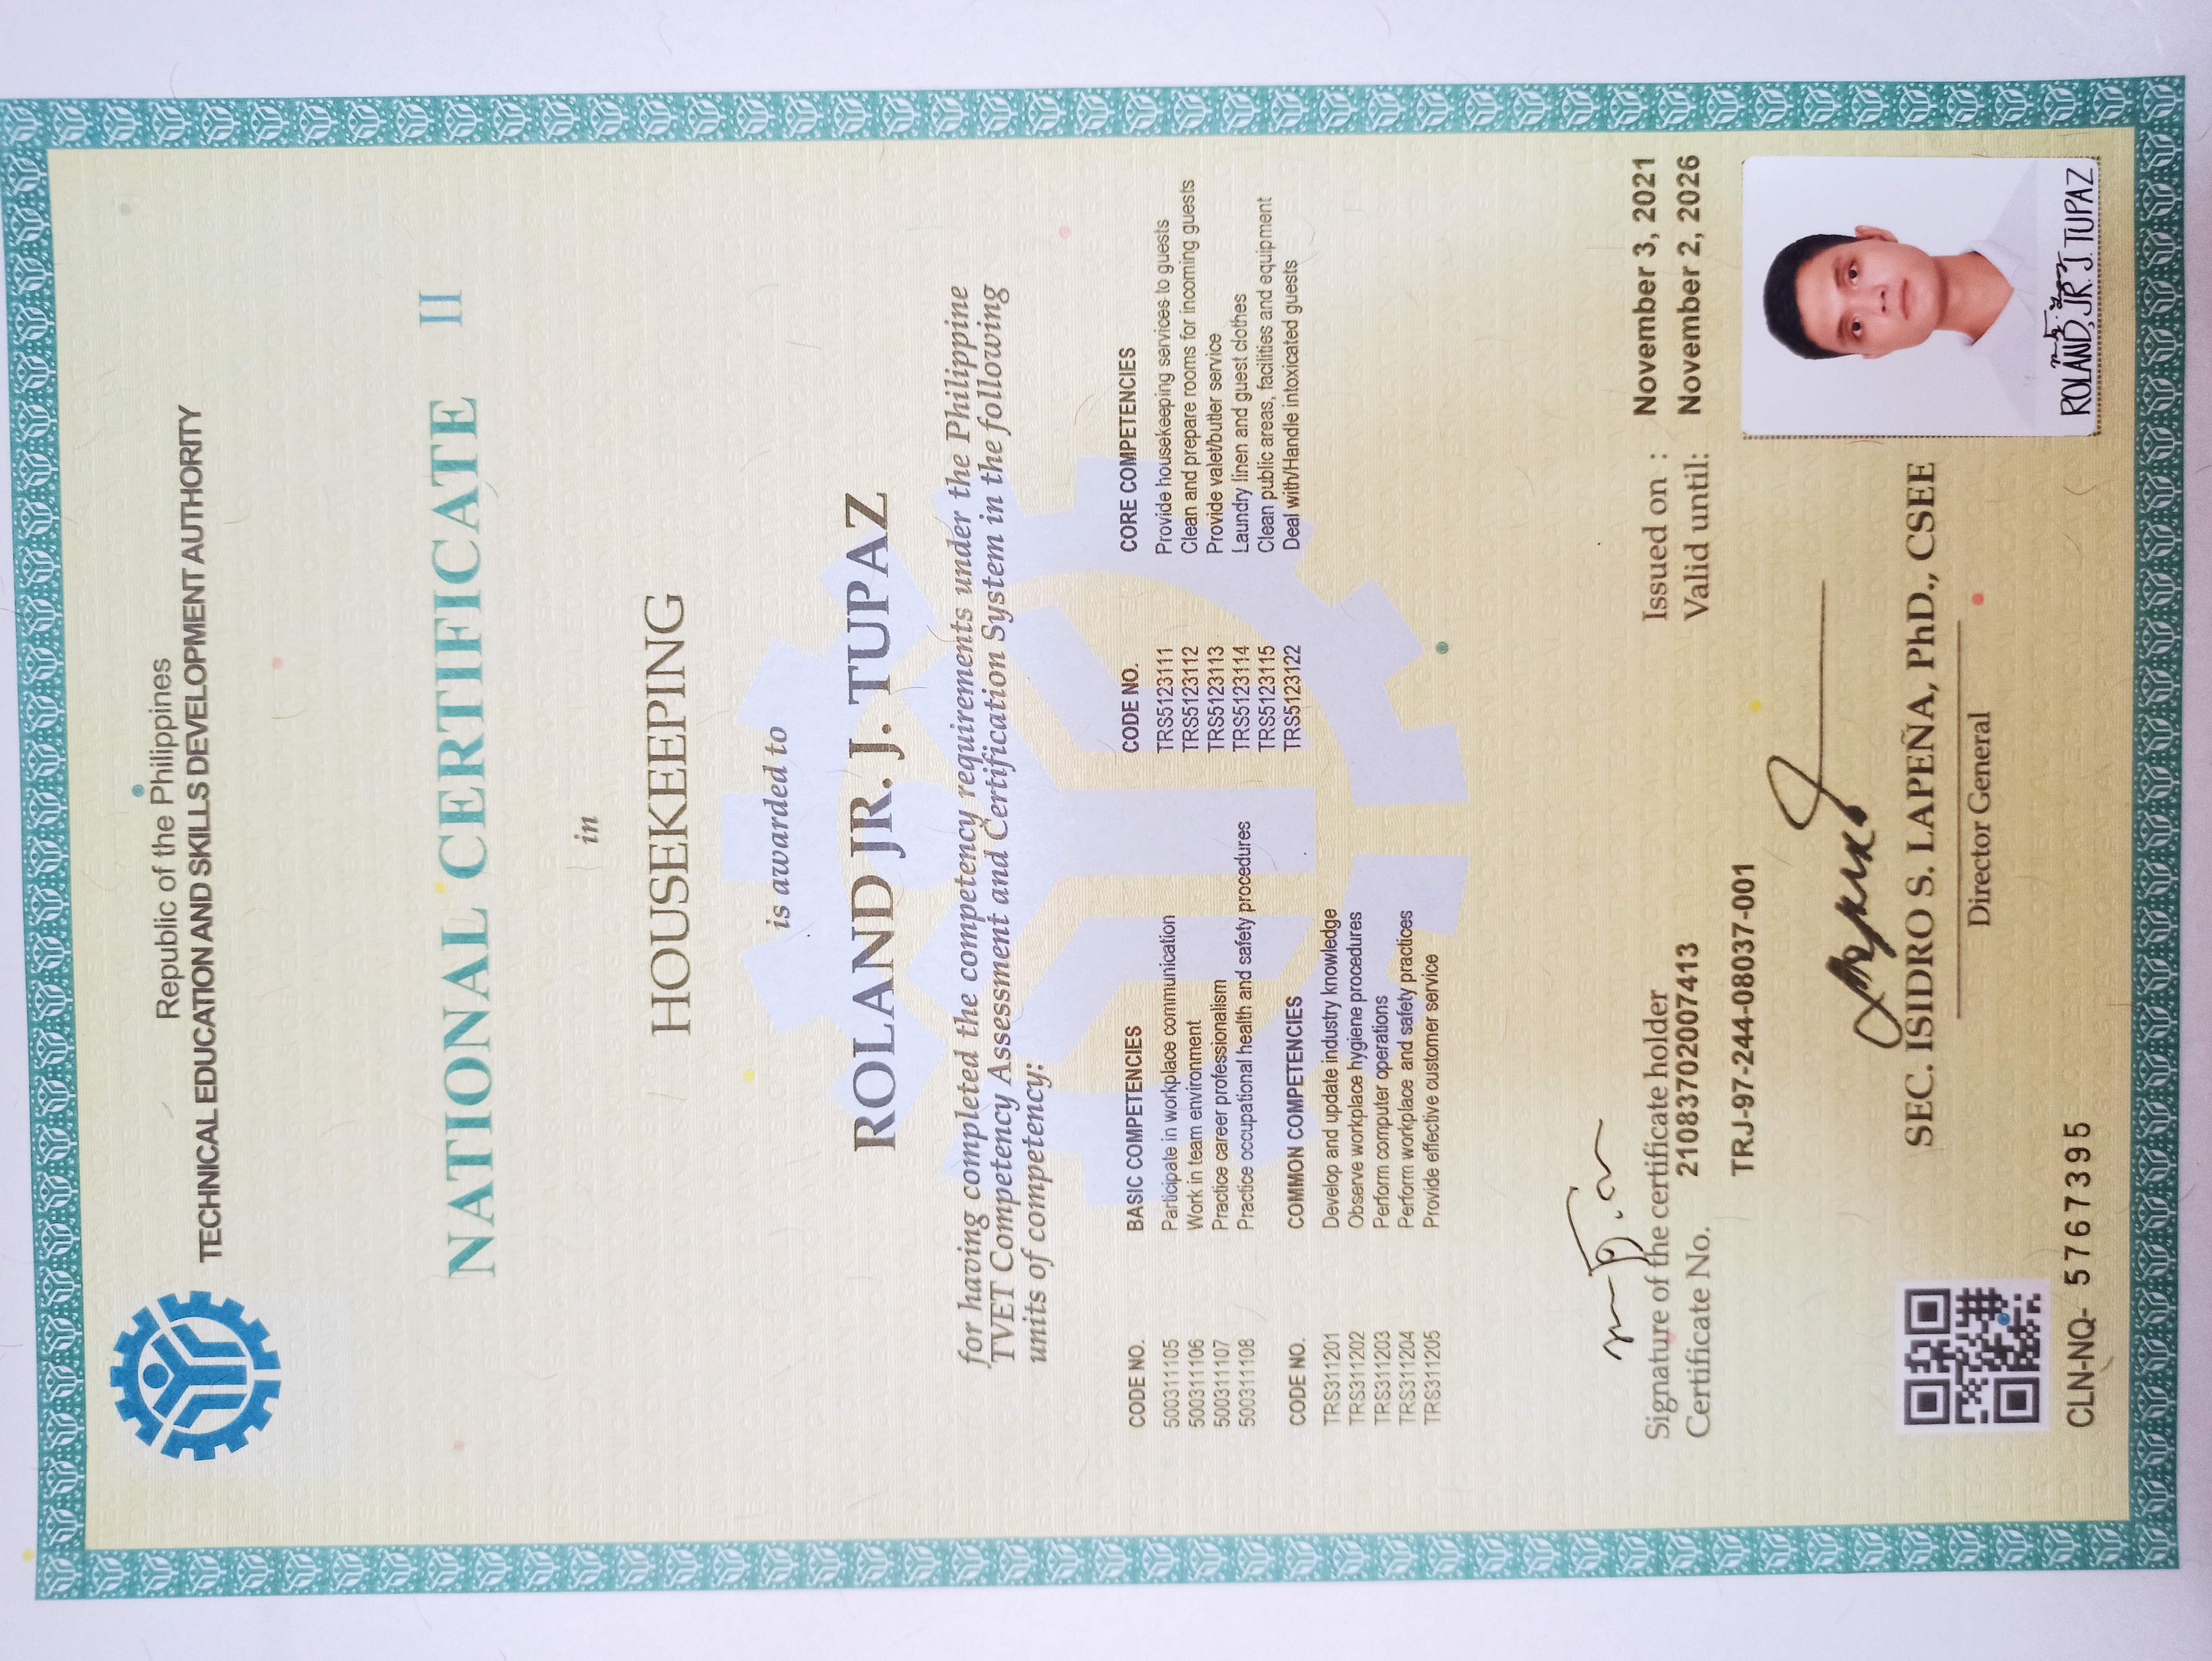 Republic of the Philippines
TECHNICAL EDUCATION AND SKILLS DEVELOPMENT AUTHORITY
NATIONAL CERTIFICATE II
in
HOUSEKEEPING
is awarded to
ROLAND JR. J. TUPAZ
for having completed the competency requirements under the Philippine
TVET Competency Assessment and Certification System in the following
units of competency:
CODE NO. BASIC COMPETENCIES
500311105 Participate in workplace communication
500311106 Work in team environment
500311107 Practice career professionalism
500311108 Practice occupational health and safety procedures
CODE NO. COMMON COMPETENCIES
TRS311201 Develop and update industry knowledge
TRS311202 Observe workplace hygiene procedures
TRS311203 Perform computer operations
TRS311204 Perform workplace and safety practices
TRS311205 Provide effective customer service
CODE NO. CORE COMPETENCIES
TRS5123111 Provide housekeeping services to guests
TRS5123112 Clean and prepare rooms for incoming guests
TRS5123113 Provide valet/butler service
TRS5123114 Laundry linen and guest clothes
TRS5123115 Clean public areas, facilities and equipment
TRS5123122 Deal with/Handle intoxicated guests
Signature of the certificate holder
Certificate No. 21083702007413
TRJ-97-244-08037-001
Issued on : November 3, 2021
Valid until: November 2, 2026
SEC. ISIDRO S. LAPEÑA, PhD., CSEE
Director General
CLN-NQ- 5767395
ROLAND, JR. J. TUPAZ